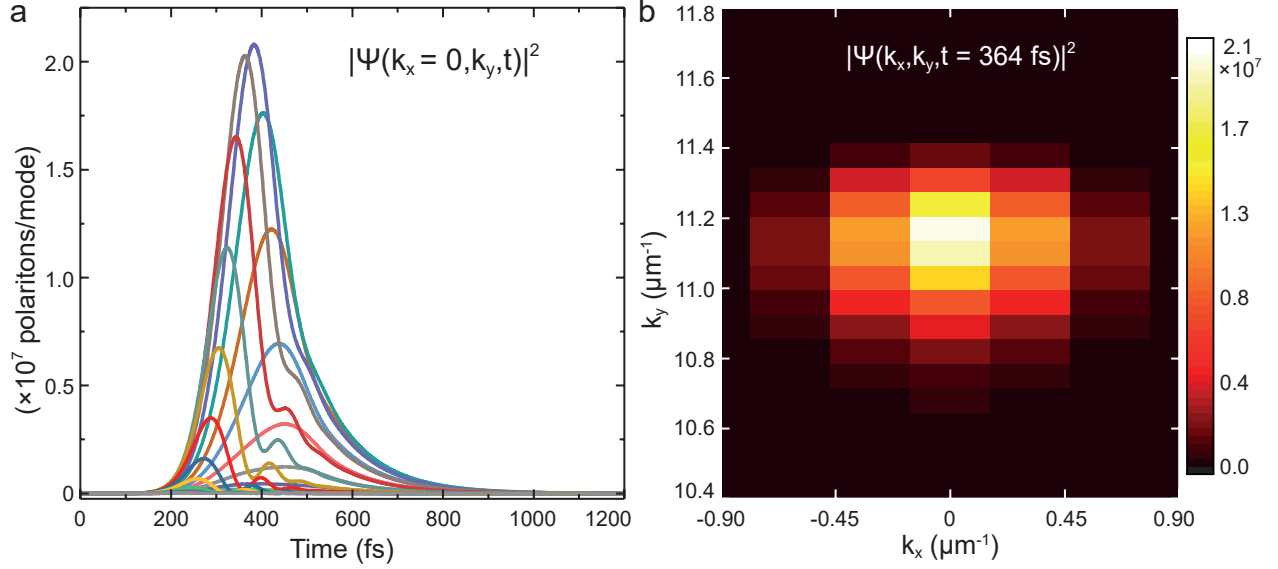 a
|Ψ(kₓ = 0,k_y,t)|²
2.0
1.5
1.0
0.5
0
(×10⁷ polaritons/mode)
0 200 400 600 800 1000 1200
Time (fs)
b
|Ψ(kₓ,k_y,t = 364 fs)|²
11.8
11.6
11.4
11.2
11.0
10.8
10.6
10.4
k_y (µm⁻¹)
-0.90 -0.45 0 0.45 0.90
kₓ (µm⁻¹)
2.1
×10⁷
1.7
1.3
0.8
0.4
0.0